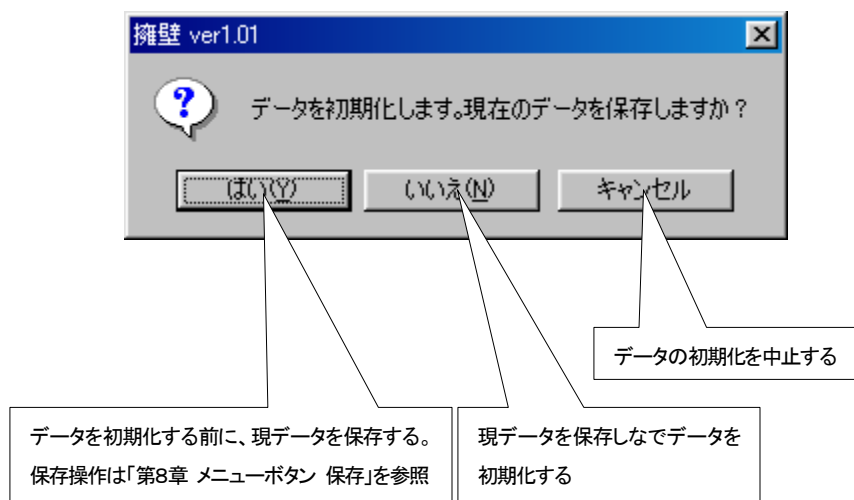 擁壁 ver1.01
?
データを初期化します。現在のデータを保存しますか？
はい(Y)
いいえ(N)
キャンセル
データの初期化を中止する
データを初期化する前に、現データを保存する。
保存操作は「第8章 メニューボタン 保存」を参照
現データを保存しなでデータを
初期化する